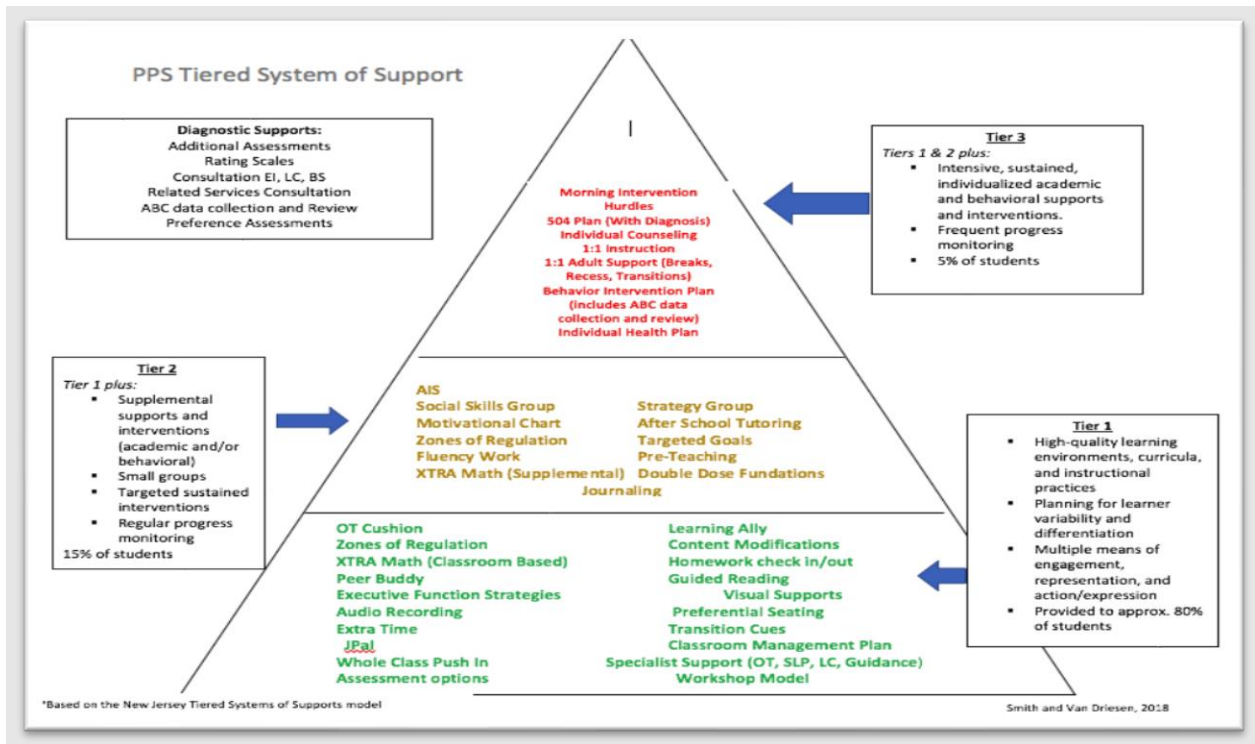 PPS Tiered System of Support
Diagnostic Supports:
Additional Assessments
Rating Scales
Consultation EI, LC, BS
Related Services Consultation
ABC data collection and Review
Preference Assessments
Tier 3
Tiers 1 & 2 plus:
▪ Intensive, sustained,
individualized academic
and behavioral supports
and interventions.
▪ Frequent progress
monitoring
▪ 5% of students
Morning Intervention
Hurdles
504 Plan (With Diagnosis)
Individual Counseling
1:1 Instruction
1:1 Adult Support (Breaks,
Recess, Transitions)
Behavior Intervention Plan
(includes ABC data
collection and review)
Individual Health Plan
Tier 2
Tier 1 plus:
▪ Supplemental
supports and
interventions
(academic and/or
behavioral)
▪ Small groups
▪ Targeted sustained
interventions
▪ Regular progress
monitoring
15% of students
AIS
Social Skills Group Strategy Group
Motivational Chart After School Tutoring
Zones of Regulation Targeted Goals
Fluency Work Pre-Teaching
XTRA Math (Supplemental) Double Dose Fundations
Journaling
Tier 1
▪ High-quality learning
environments, curricula,
and instructional
practices
▪ Planning for learner
variability and
differentiation
▪ Multiple means of
engagement,
representation, and
action/expression
▪ Provided to approx. 80%
of students
OT Cushion Learning Ally
Zones of Regulation Content Modifications
XTRA Math (Classroom Based) Homework check in/out
Peer Buddy Guided Reading
Executive Function Strategies Visual Supports
Audio Recording Preferential Seating
Extra Time Transition Cues
JPal Classroom Management Plan
Whole Class Push In Specialist Support (OT, SLP, LC, Guidance)
Assessment options Workshop Model
*Based on the New Jersey Tiered Systems of Supports model
Smith and Van Driesen, 2018